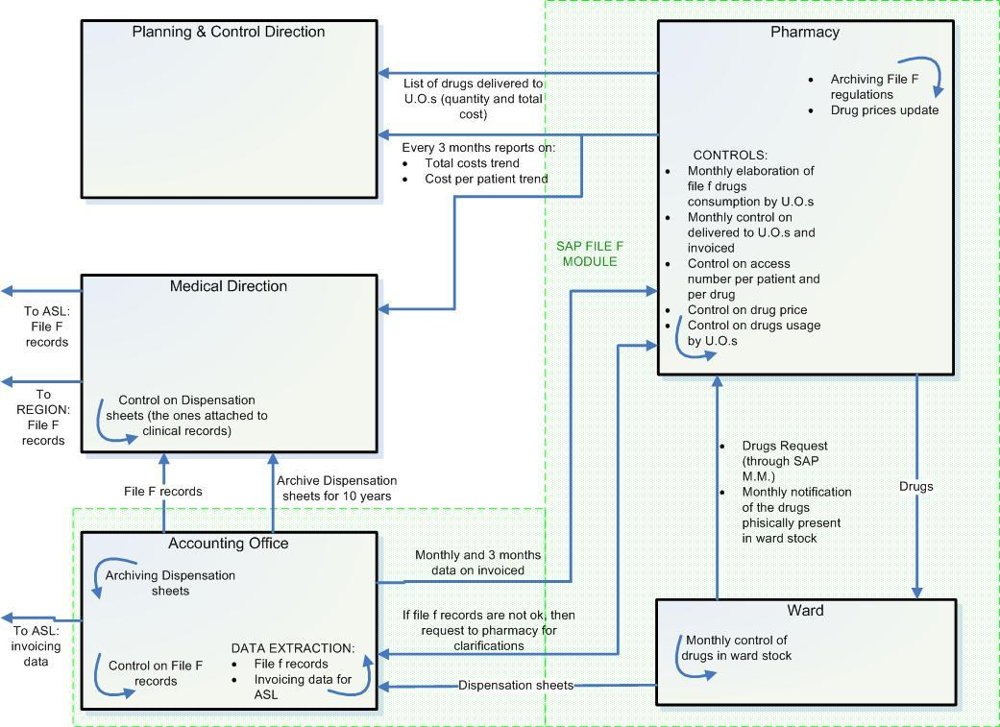 Planning & Control Direction
Pharmacy
• Archiving File F
regulations
• Drug prices update
List of drugs delivered to
U.O.s (quantity and total
cost)
Every 3 months reports on:
• Total costs trend
• Cost per patient trend
CONTROLS:
• Monthly elaboration of
file f drugs
consumption by U.O.s
• Monthly control on
delivered to U.O.s and
invoiced
• Control on access
number per patient and
per drug
• Control on drug price
• Control on drugs usage
by U.O.s
SAP FILE F
MODULE
Medical Direction
To ASL:
File F
records
To
REGION:
File F
records
Control on Dispensation
sheets (the ones attached to
clinical records)
File F records
Archive Dispensation
sheets for 10 years
• Drugs Request
(through SAP
M.M.)
• Monthly notification
of the drugs
phisically present
in ward stock
Drugs
Accounting Office
Archiving Dispensation
sheets
Monthly and 3 months
data on invoiced
If file f records are not ok, then
request to pharmacy for
clarifications
To ASL:
invoicing
data
Control on File F
records
DATA EXTRACTION:
• File f records
• Invoicing data for
ASL
Dispensation sheets
Ward
Monthly control of
drugs in ward stock